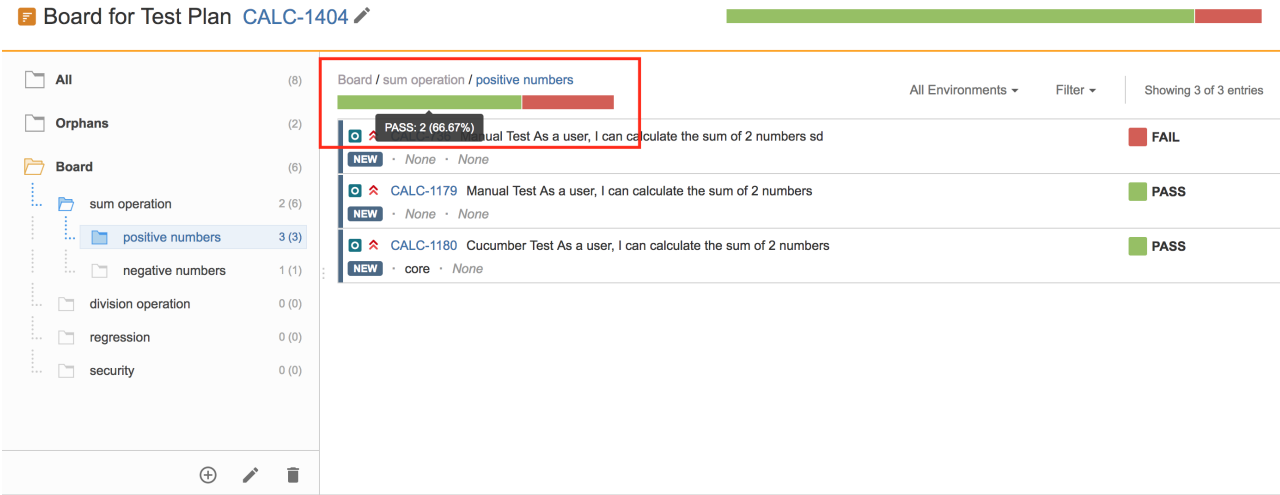 Board for Test Plan CALC-1404
All (8)
Orphans (2)
Board (6)
sum operation 2 (6)
positive numbers 3 (3)
negative numbers 1 (1)
division operation 0 (0)
regression 0 (0)
security 0 (0)
Board / sum operation / positive numbers
All Environments Filter Showing 3 of 3 entries
PASS: 2 (66.67%)
Manual Test As a user, I can calculate the sum of 2 numbers sd FAIL
NEW · None · None
CALC-1179 Manual Test As a user, I can calculate the sum of 2 numbers PASS
NEW · None · None
CALC-1180 Cucumber Test As a user, I can calculate the sum of 2 numbers PASS
NEW · core · None